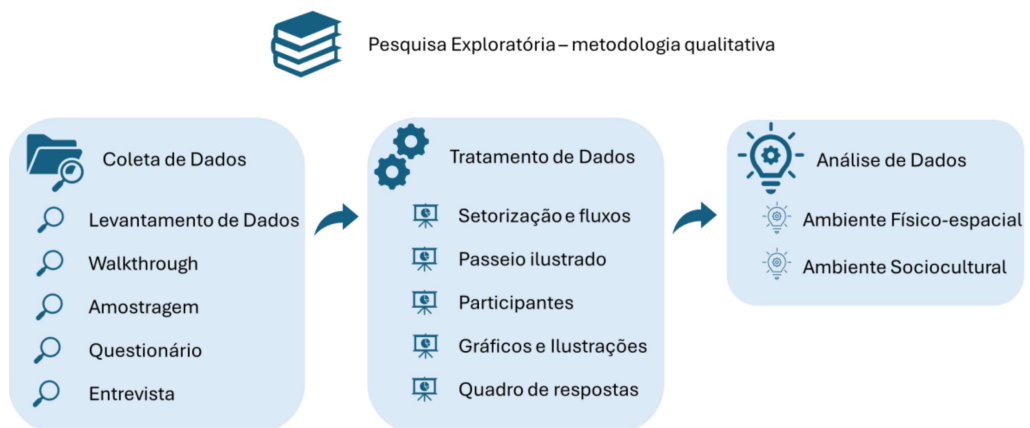 Pesquisa Exploratória – metodologia qualitativa
Coleta de Dados
Levantamento de Dados
Walkthrough
Amostragem
Questionário
Entrevista
Tratamento de Dados
Setorização e fluxos
Passeio ilustrado
Participantes
Gráficos e Ilustrações
Quadro de respostas
Análise de Dados
Ambiente Físico-espacial
Ambiente Sociocultural